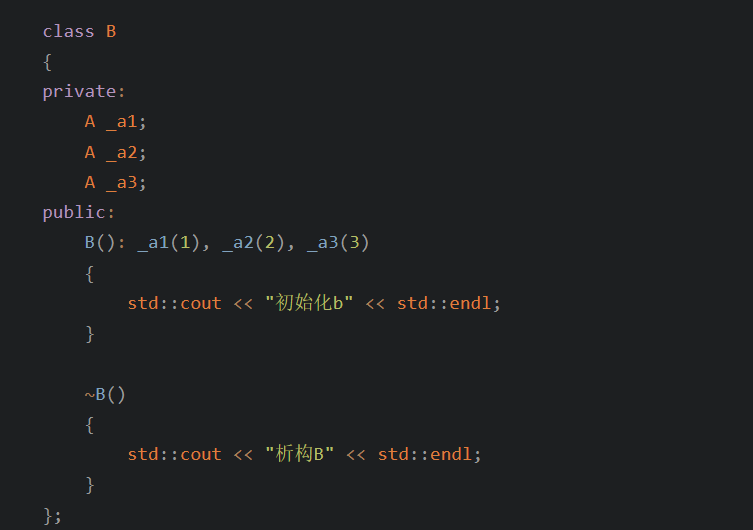 class B
{
private:
    A _a1;
    A _a2;
    A _a3;
public:
    B(): _a1(1), _a2(2), _a3(3)
    {
        std::cout << "初始化b" << std::endl;
    }

    ~B()
    {
        std::cout << "析构B" << std::endl;
    }
};